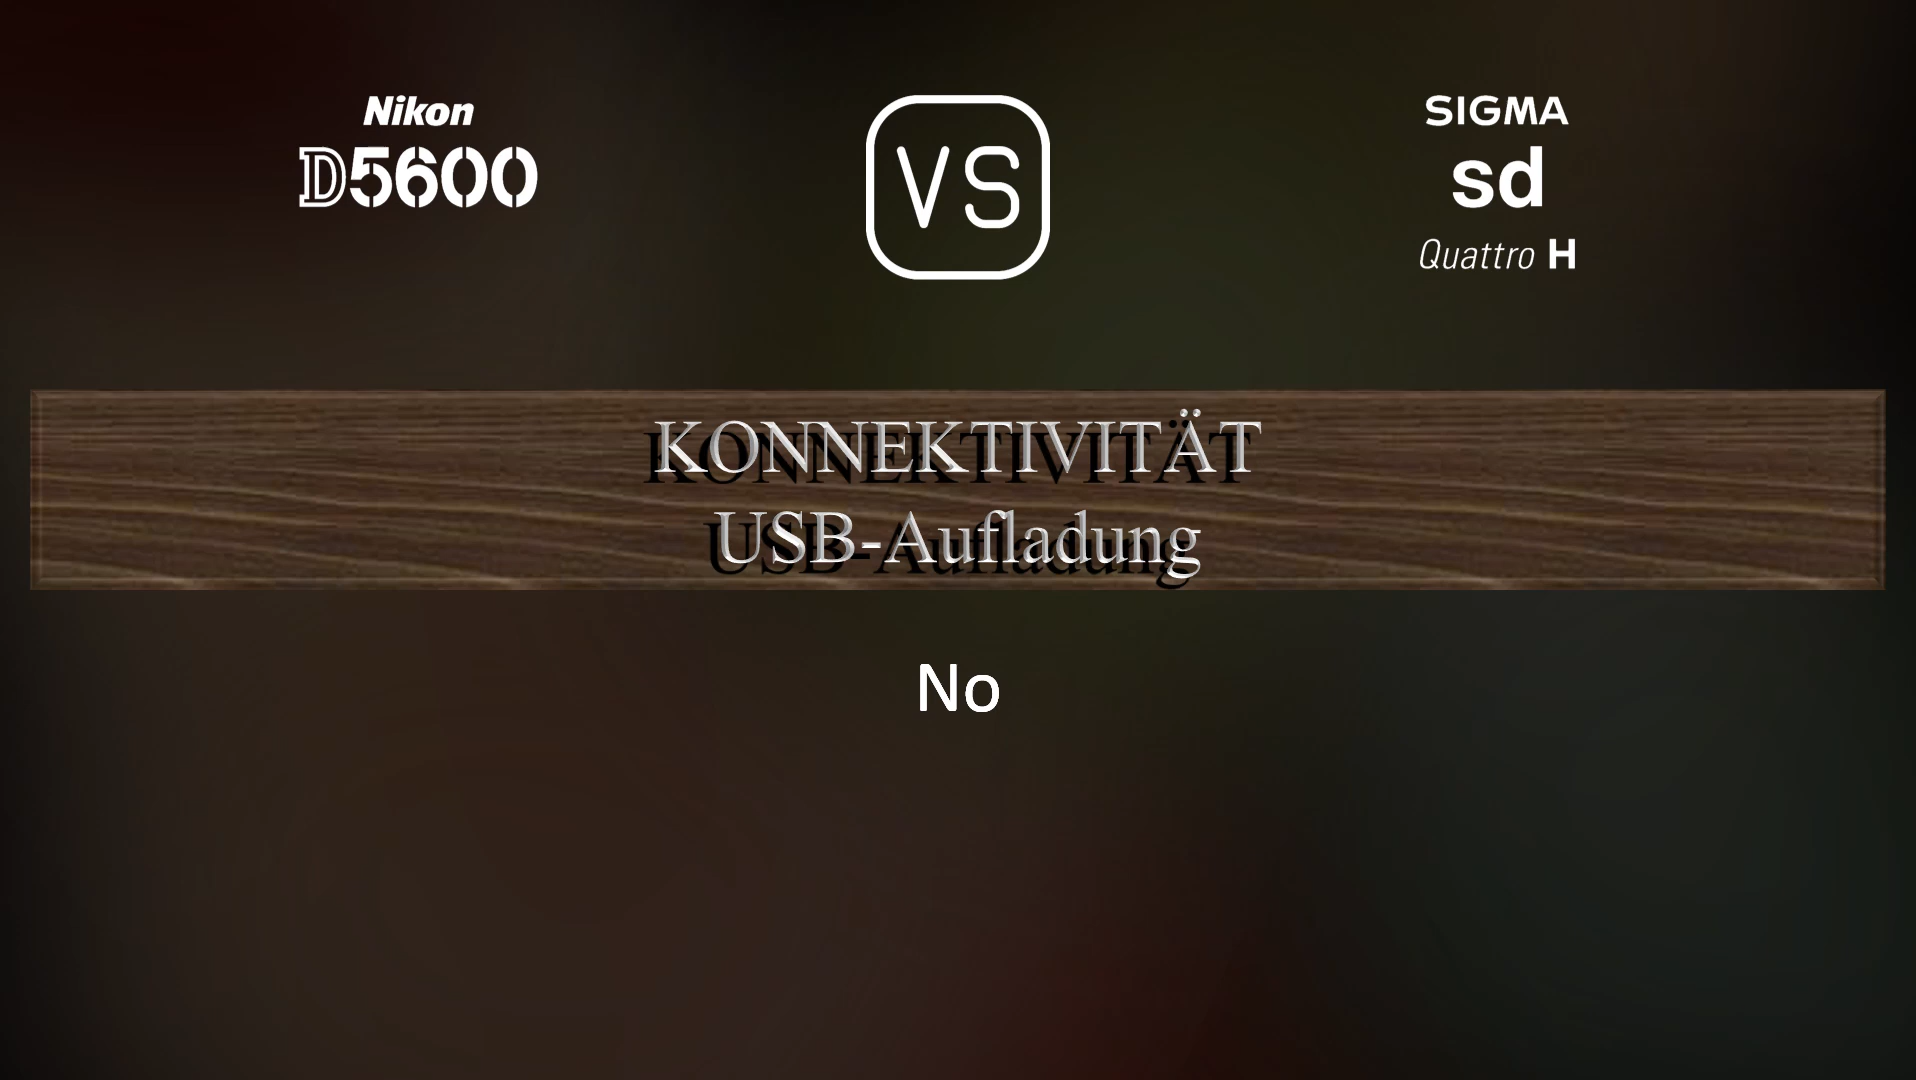 Nikon
D5600
VS
SIGMA
sd
Quattro H
KONNEKTIVITÄT
USB-Aufladung
No